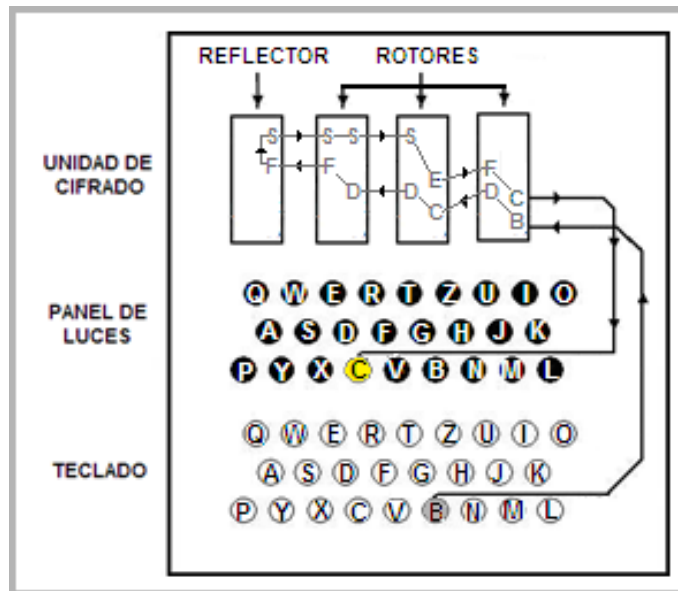 REFLECTOR ROTORES
UNIDAD DE
CIFRADO
S S S S
F F E F
D D D C
C B
PANEL DE
LUCES
Q W E R T Z U I O
A S D F G H J K
P Y X C V B N M L
TECLADO
Q W E R T Z U I O
A S D F G H J K
P Y X C V B N M L